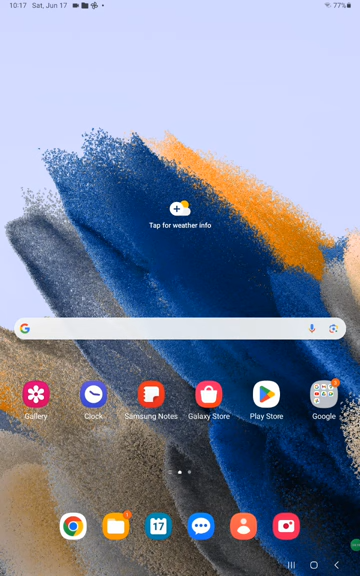 10:17 Sat, Jun 17 77%
Tap for weather info
Gallery Clock Samsung Notes Galaxy Store Play Store Google
17